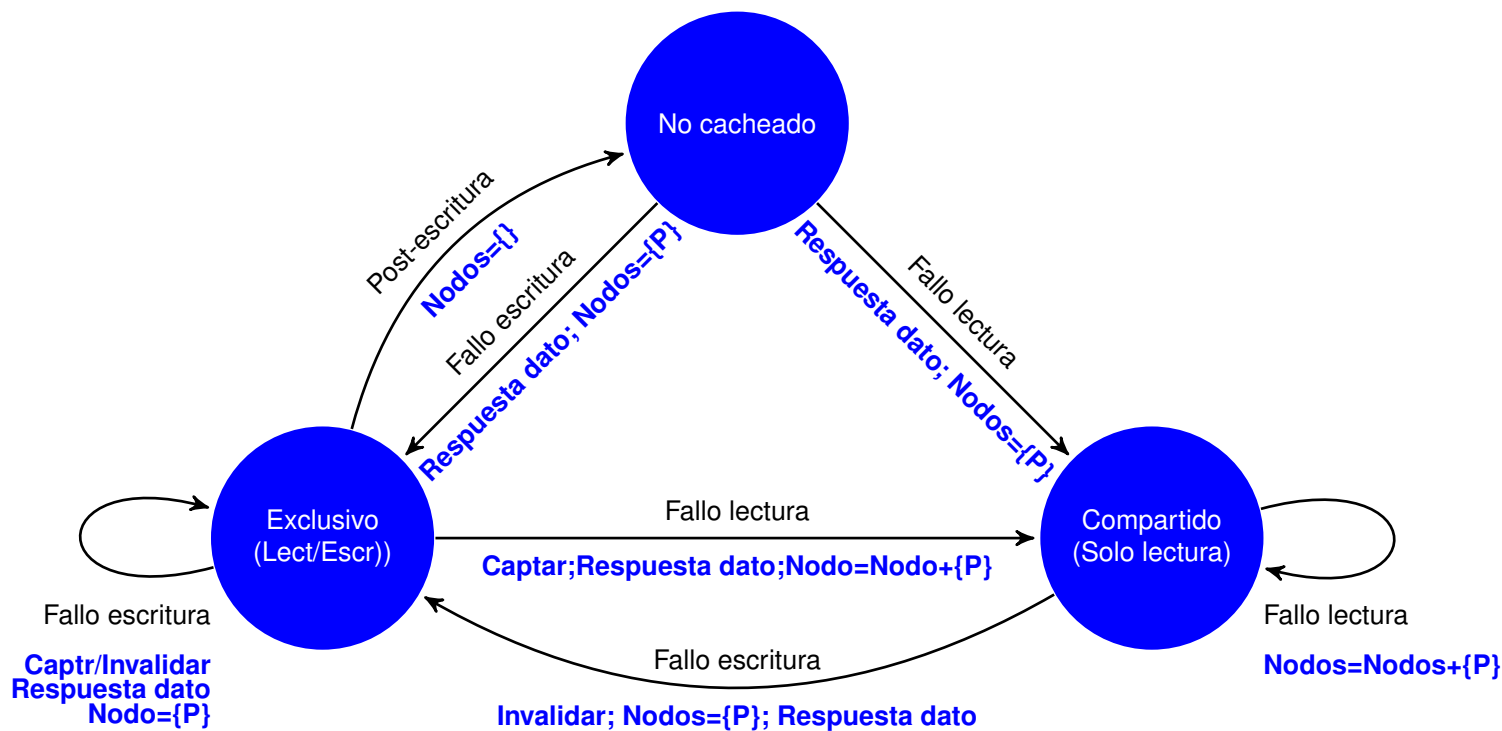 No cacheado
Post-escritura
Nodos={}
Fallo escritura
Respuesta dato; Nodos={P}
Fallo lectura
Respuesta dato; Nodos={P}
Exclusivo
(Lect/Escr))
Fallo lectura
Captar;Respuesta dato;Nodo=Nodo+{P}
Compartido
(Solo lectura)
Fallo escritura
Captr/Invalidar
Respuesta dato
Nodo={P}
Fallo escritura
Invalidar; Nodos={P}; Respuesta dato
Fallo lectura
Nodos=Nodos+{P}